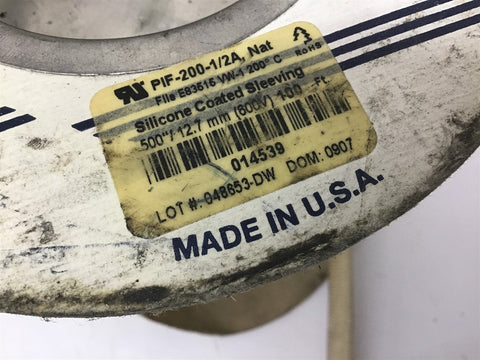 PIF-200-1/2A, Nat
File E83515 VW-1 200° C
RoHS
Silicone Coated Sleeving
.500"/ 12.7 mm (600V) 100 Ft.
014539
LOT #: 048653-DW DOM: 0907
MADE IN U.S.A.